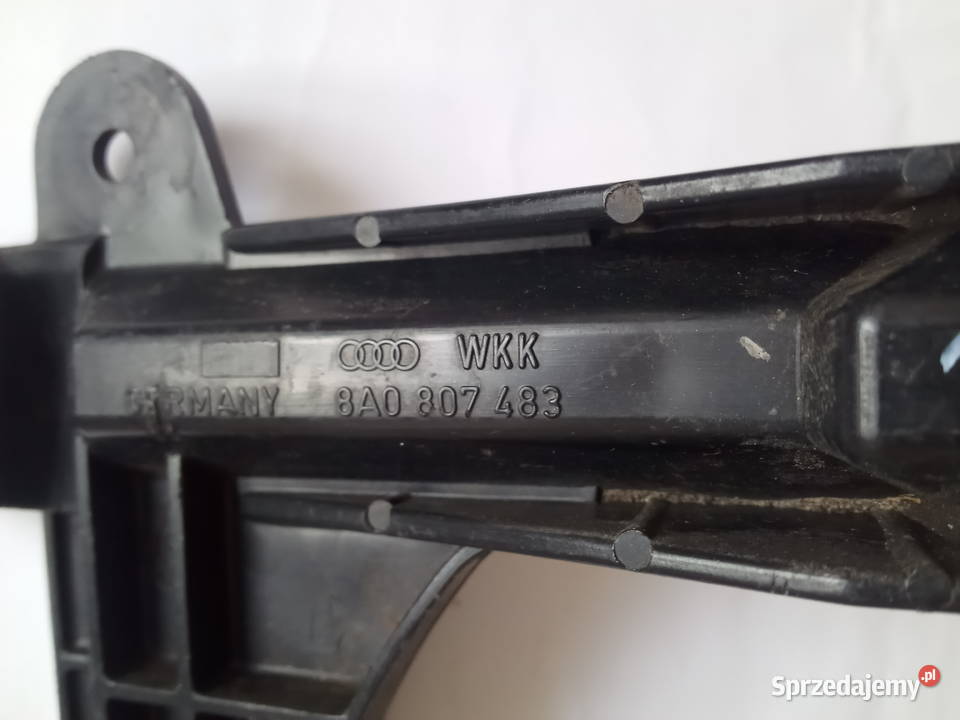 WKK
GERMANY 8A0 807 483
Sprzedajemy.pl